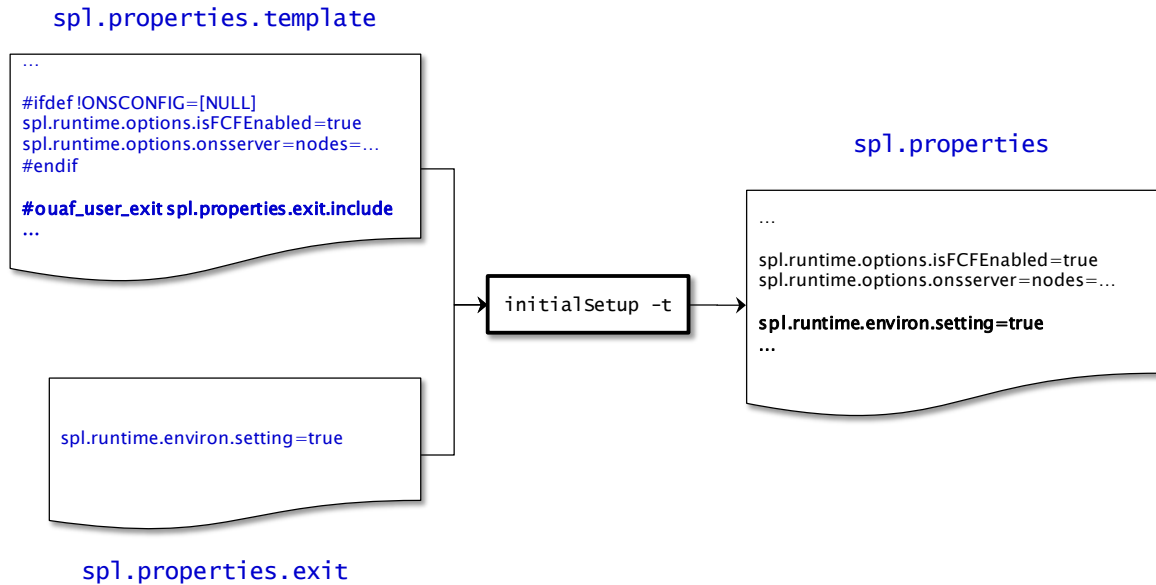 spl.properties.template
...
#ifdef !ONSCONFIG=[NULL]
spl.runtime.options.isFCFEnabled=true
spl.runtime.options.onsserver=nodes=...
#endif
#ouaf_user_exit spl.properties.exit.include
...
spl.runtime.environ.setting=true
spl.properties.exit
initialSetup -t
spl.properties
...
spl.runtime.options.isFCFEnabled=true
spl.runtime.options.onsserver=nodes=...
spl.runtime.environ.setting=true
...